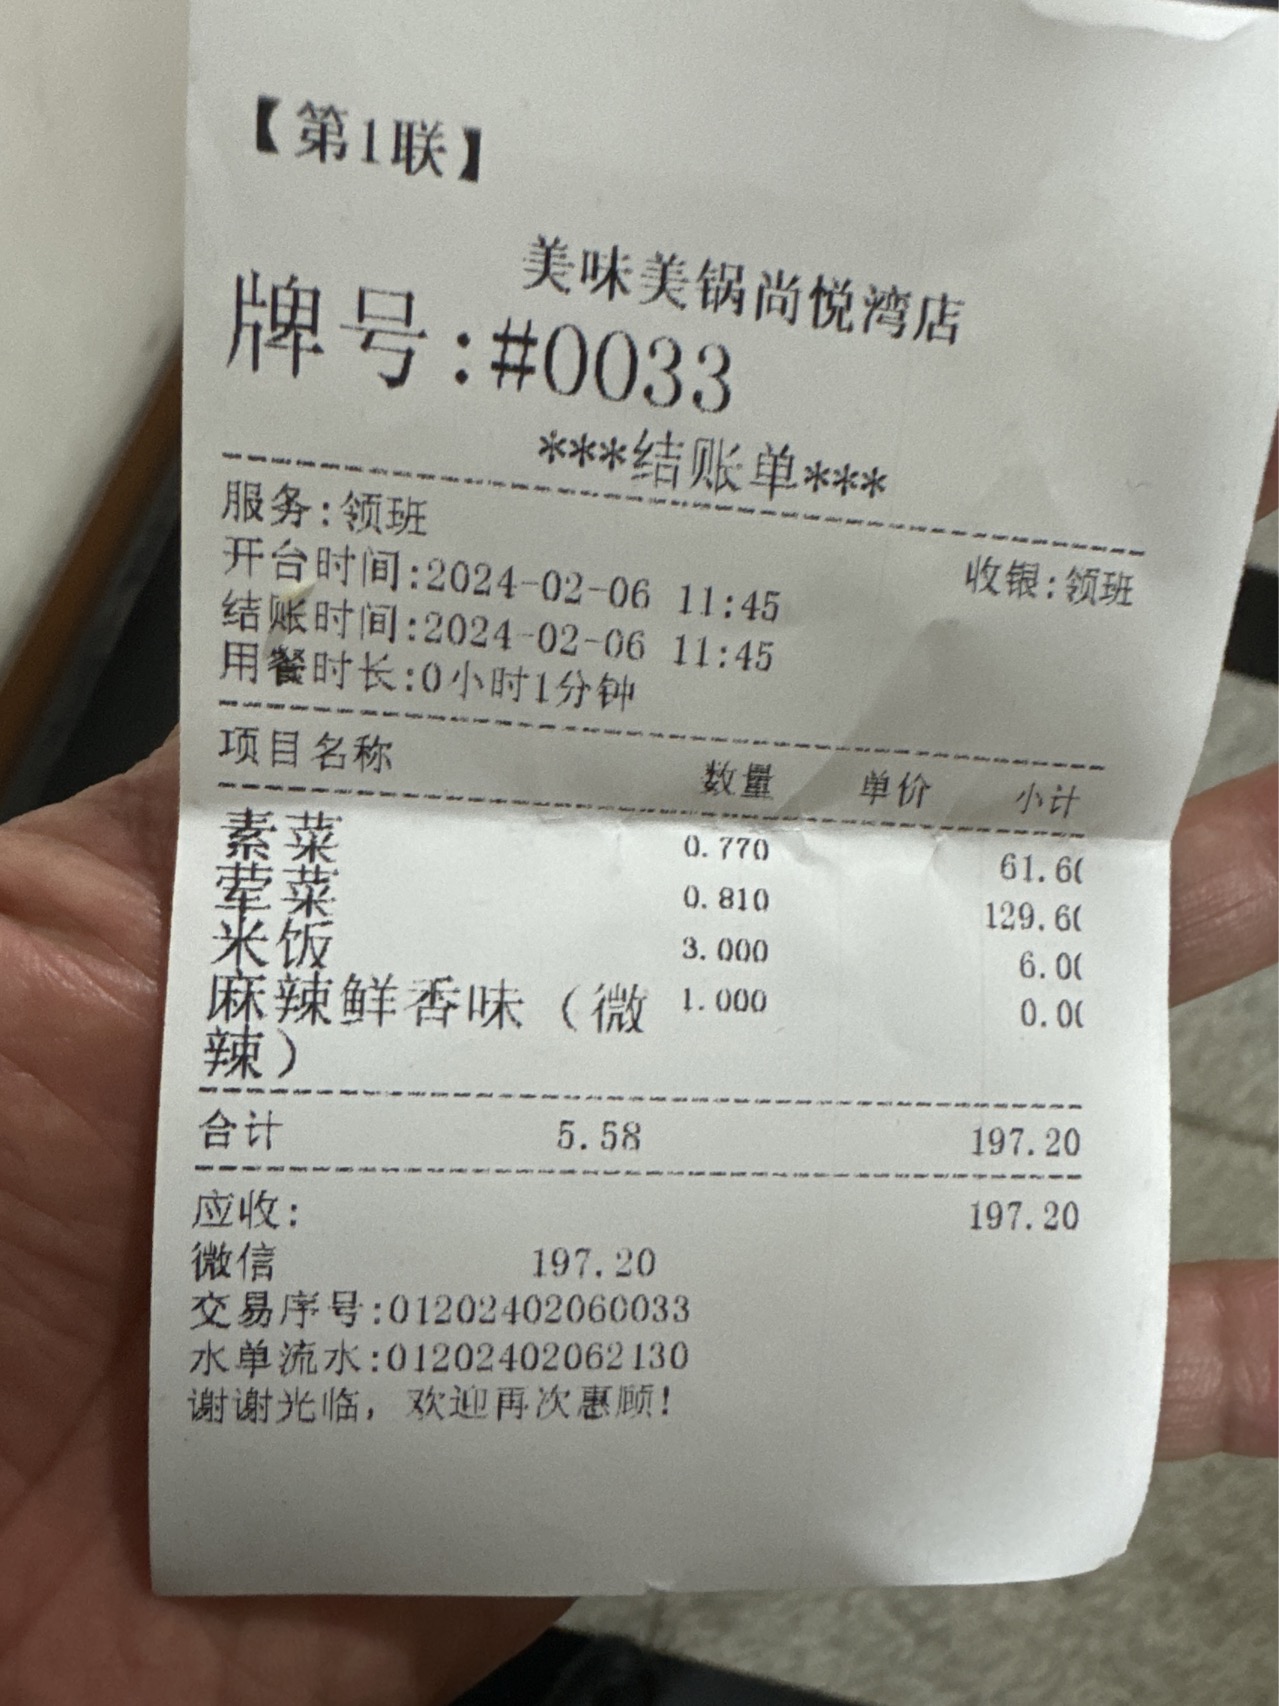 【第1联】
美味美锅尚悦湾店
牌号:#0033
***结账单***
服务:领班 收银:领班
开台时间:2024-02-06 11:45
结账时间:2024-02-06 11:45
用餐时长:0小时1分钟
项目名称 数量 单价 小计
素菜 0.770 61.60
荤菜 0.810 129.60
米饭 3.000 6.00
麻辣鲜香味（微 1.000 0.00
辣）
合计 5.58 197.20
应收: 197.20
微信 197.20
交易序号:01202402060033
水单流水:01202402062130
谢谢光临, 欢迎再次惠顾!